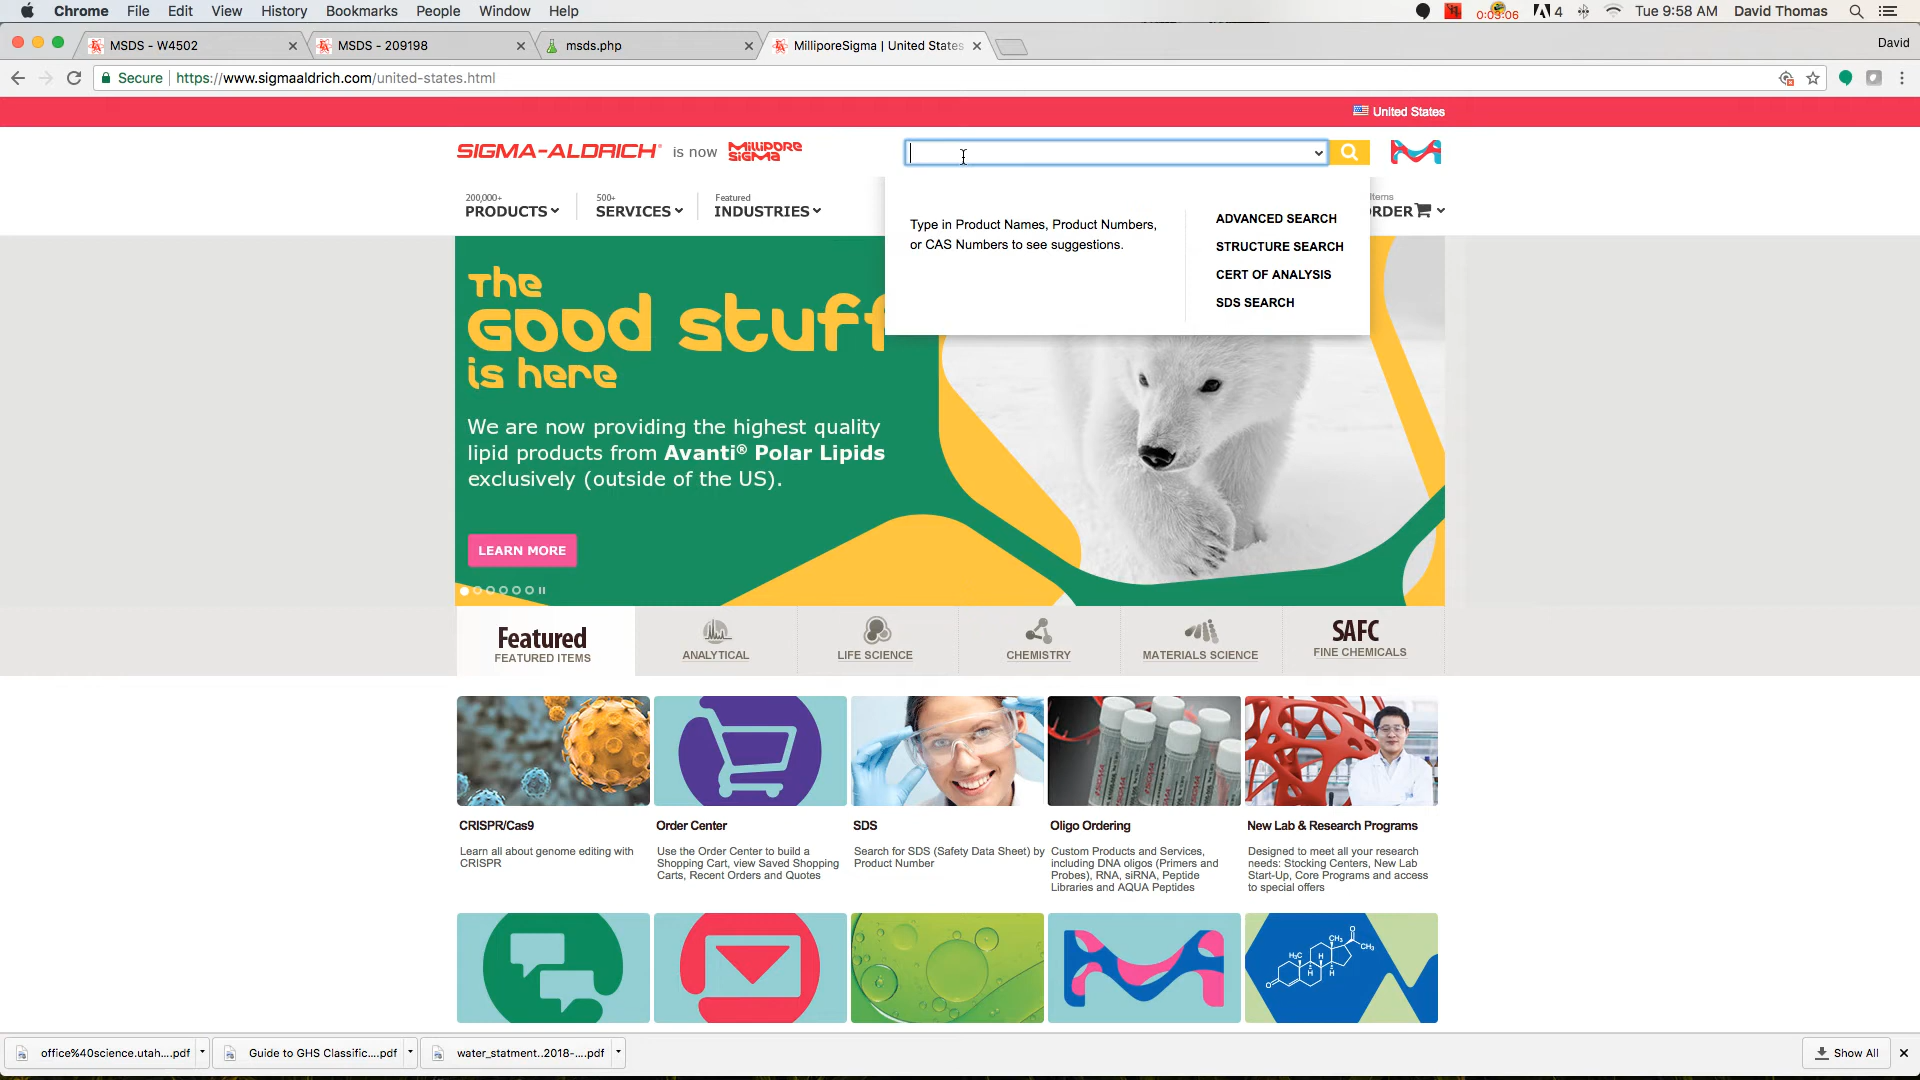 Chrome File Edit View History Bookmarks People Window Help
0:03:06 4 Tue 9:58 AM David Thomas
MSDS - W4502
MSDS - 209198
msds.php
MilliporeSigma | United States
David
Secure https://www.sigmaaldrich.com/united-states.html
United States
SIGMA-ALDRICH® is now Millipore
Sigma
200,000+
PRODUCTS
500+
SERVICES
Featured
INDUSTRIES
Items
RDER
Type in Product Names, Product Numbers,
or CAS Numbers to see suggestions.
ADVANCED SEARCH
STRUCTURE SEARCH
CERT OF ANALYSIS
SDS SEARCH
The
Good stuff
is here
We are now providing the highest quality
lipid products from Avanti® Polar Lipids
exclusively (outside of the US).
LEARN MORE
Featured
FEATURED ITEMS
ANALYTICAL
LIFE SCIENCE
CHEMISTRY
MATERIALS SCIENCE
SAFC
FINE CHEMICALS
CRISPR/Cas9
Learn all about genome editing with
CRISPR
Order Center
Use the Order Center to build a
Shopping Cart, view Saved Shopping
Carts, Recent Orders and Quotes
SDS
Search for SDS (Safety Data Sheet) by
Product Number
Oligo Ordering
Custom Products and Services,
including DNA oligos (Primers and
Probes), RNA, siRNA, Peptide
Libraries and AQUA Peptides
New Lab & Research Programs
Designed to meet all your research
needs: Stocking Centers, New Lab
Start-Up, Core Programs and access
to special offers
office%40science.utah....pdf
Guide to GHS Classific....pdf
water_statment..2018-....pdf
Show All